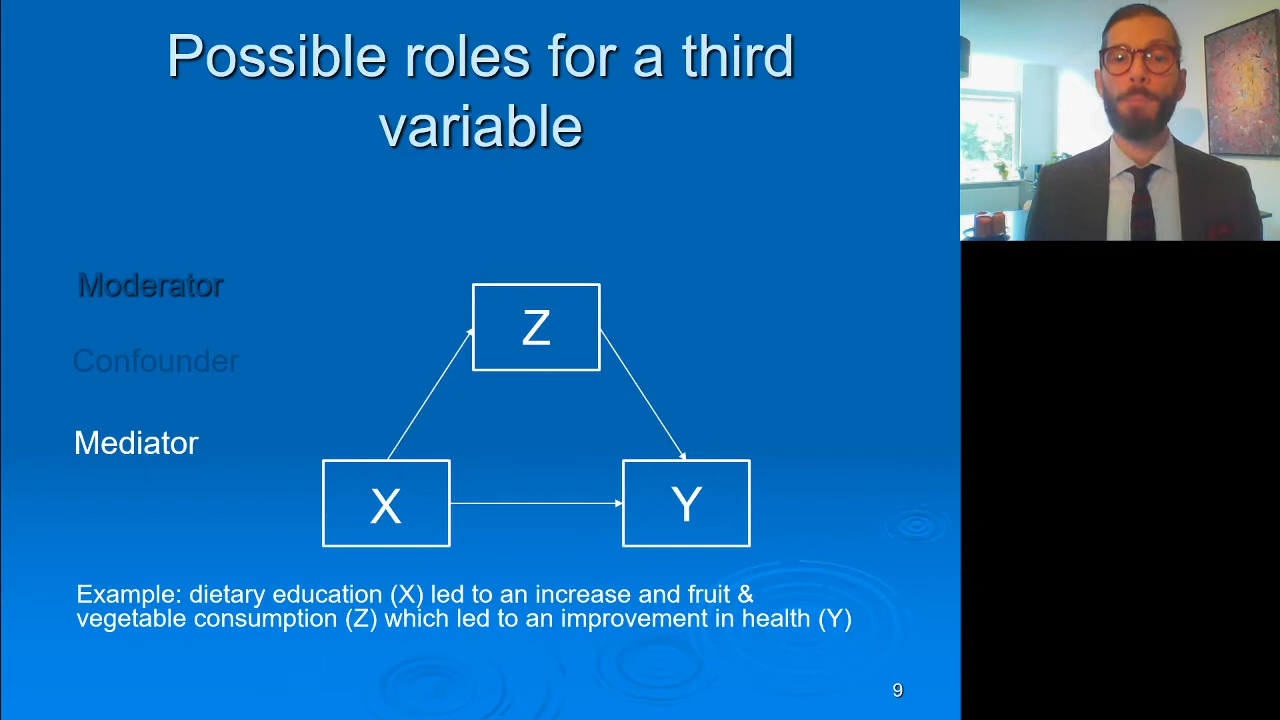 Possible roles for a third
variable
Moderator
Z
Confounder
Mediator
X
Y
Example: dietary education (X) led to an increase and fruit &
vegetable consumption (Z) which led to an improvement in health (Y)
9